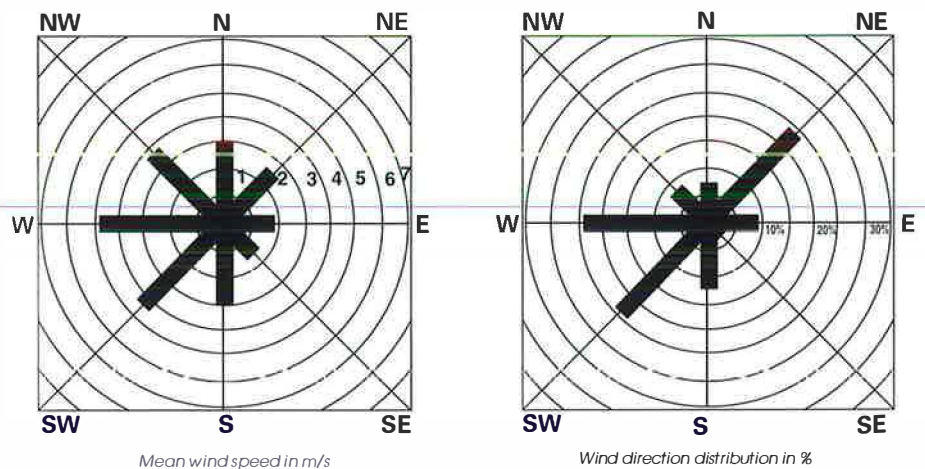 NW N NE
1 2 3 4 5 6 7
W E
SW S SE
Mean wind speed in m/s
NW N NE
W E
10% 20% 30%
SW S SE
Wind direction distribution in %